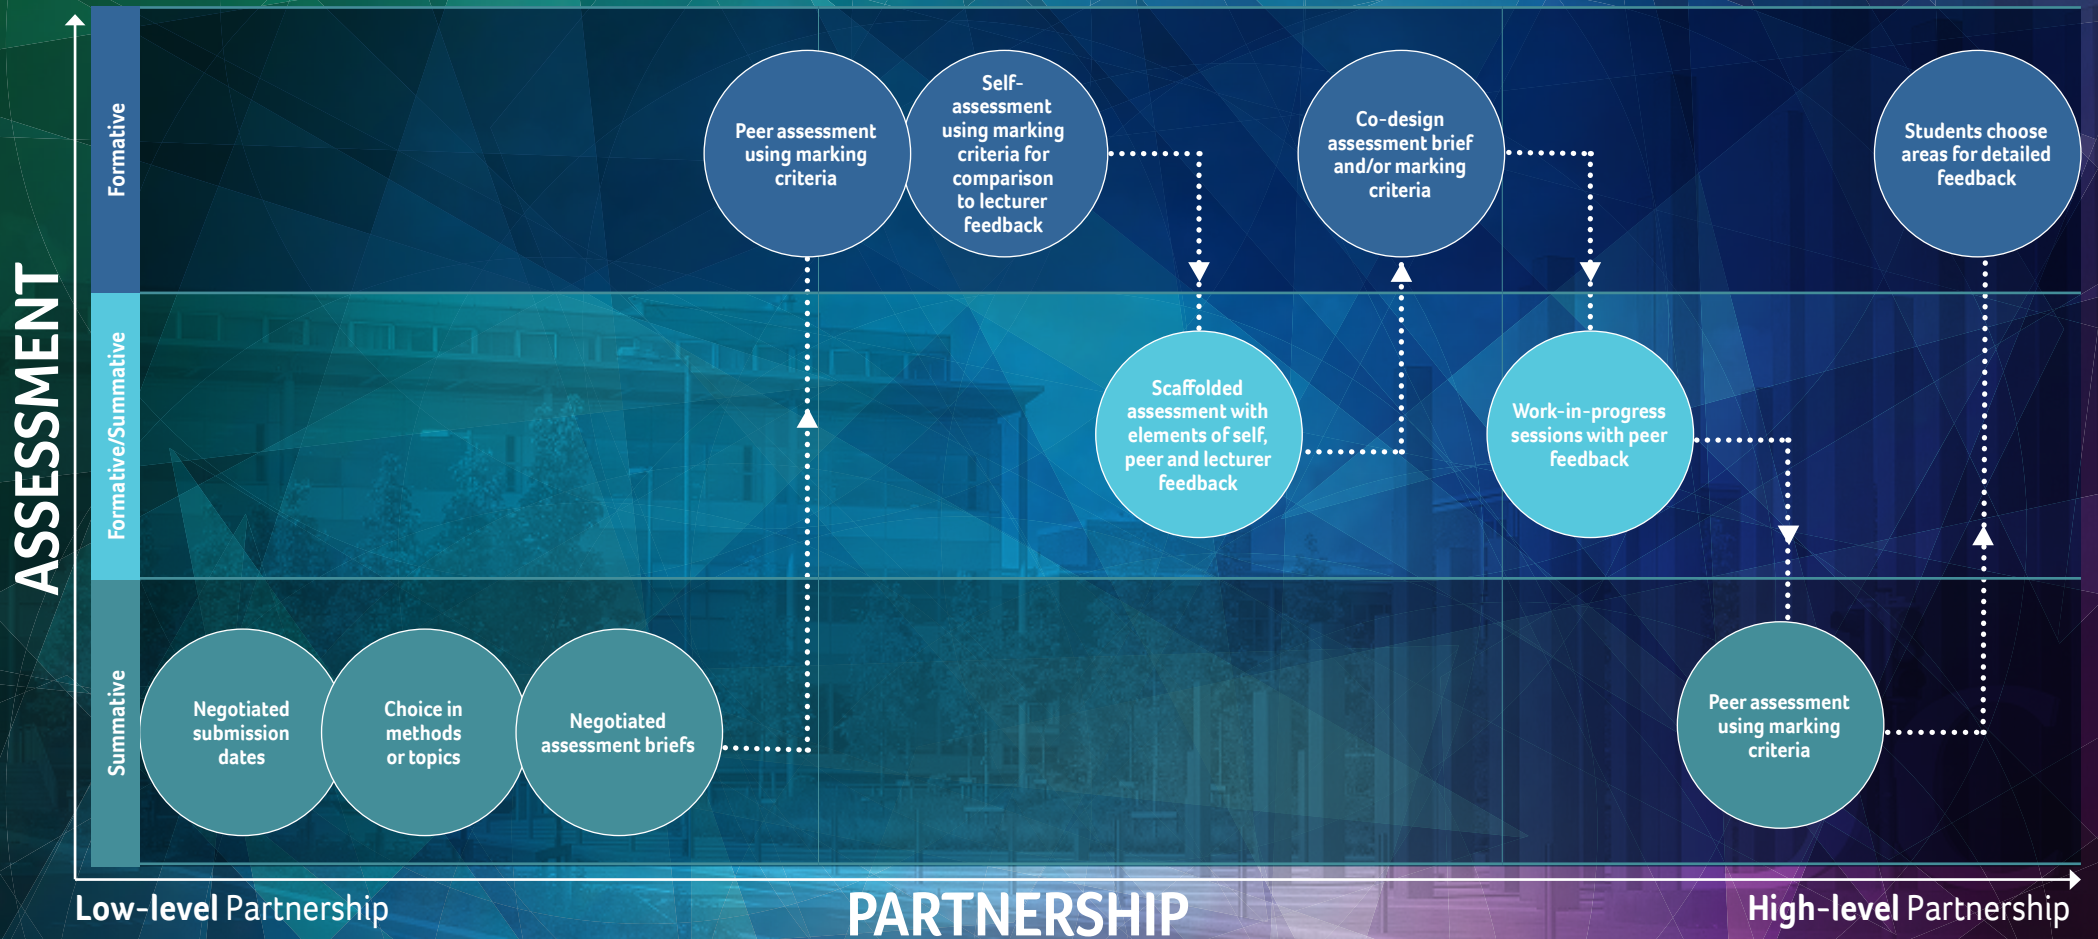 ASSESSMENT
Formative
Peer assessment
using marking
criteria
Self-
assessment
using marking
criteria for
comparison
to lecturer
feedback
Co-design
assessment brief
and/or marking
criteria
Students choose
areas for detailed
feedback
Formative/Summative
Scaffolded
assessment with
elements of self,
peer and lecturer
feedback
Work-in-progress
sessions with peer
feedback
Summative
Negotiated
submission
dates
Choice in
methods
or topics
Negotiated
assessment briefs
Peer assessment
using marking
criteria
Low-level Partnership
PARTNERSHIP
High-level Partnership